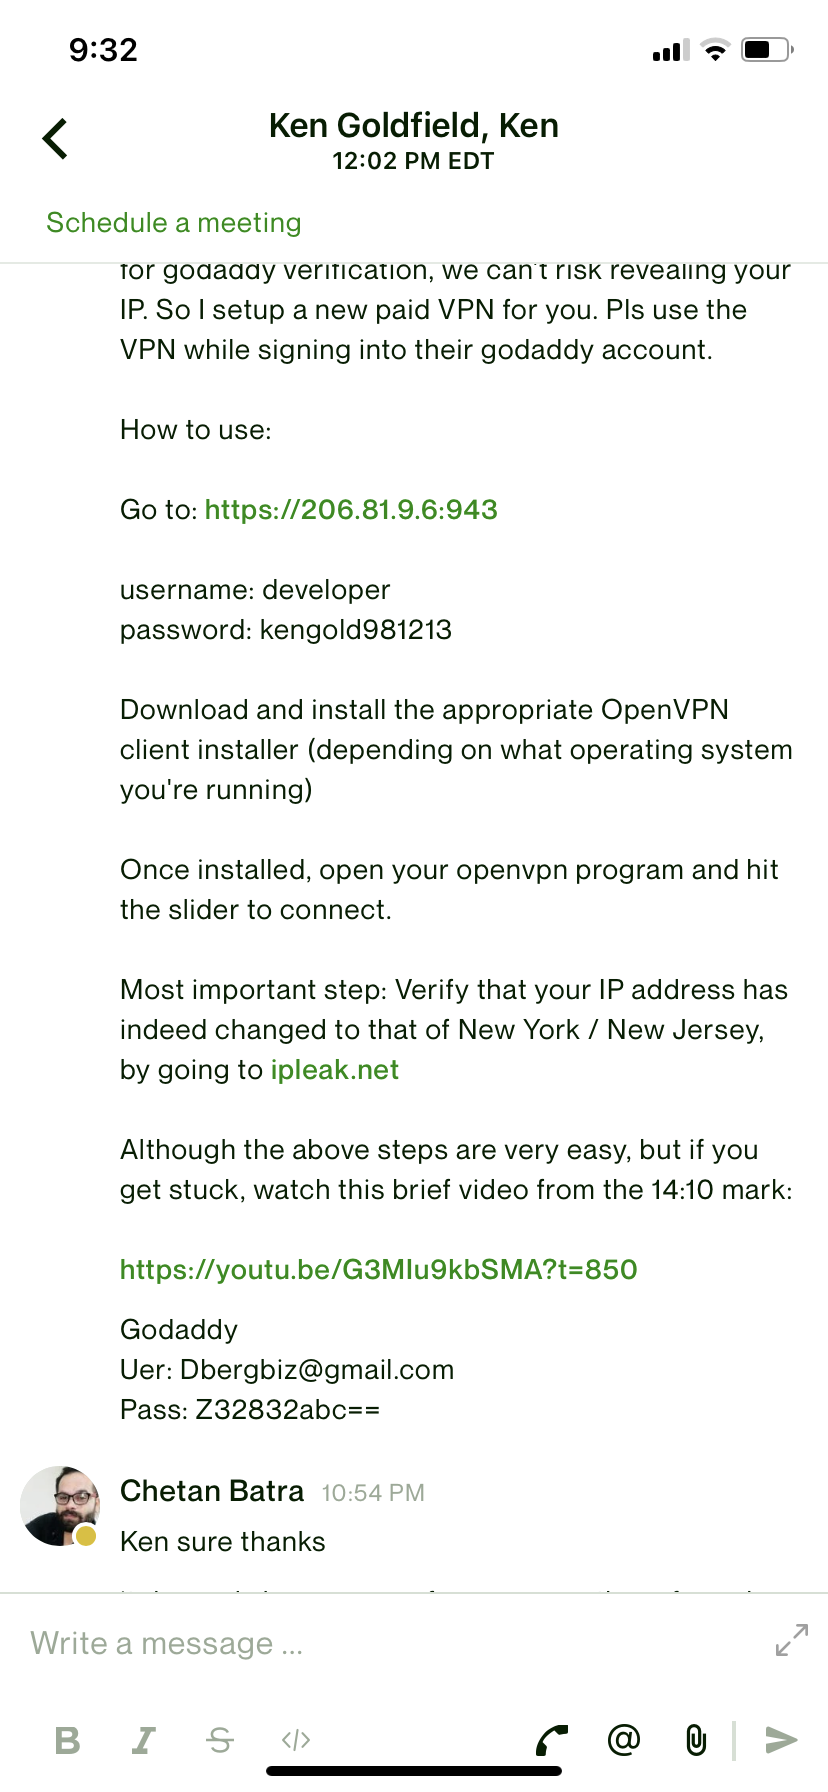 9:32
Ken Goldfield, Ken
12:02 PM EDT
Schedule a meeting
for godaddy verification, we can't risk revealing your
IP. So I setup a new paid VPN for you. Pls use the
VPN while signing into their godaddy account.
How to use:
Go to: https://206.81.9.6:943
username: developer
password: kengold981213
Download and install the appropriate OpenVPN
client installer (depending on what operating system
you're running)
Once installed, open your openvpn program and hit
the slider to connect.
Most important step: Verify that your IP address has
indeed changed to that of New York / New Jersey,
by going to ipleak.net
Although the above steps are very easy, but if you
get stuck, watch this brief video from the 14:10 mark:
https://youtu.be/G3MIu9kbSMA?t=850
Godaddy
Uer: Dbergbiz@gmail.com
Pass: Z32832abc==
Chetan Batra 10:54 PM
Ken sure thanks
Write a message ...
B I S </> @